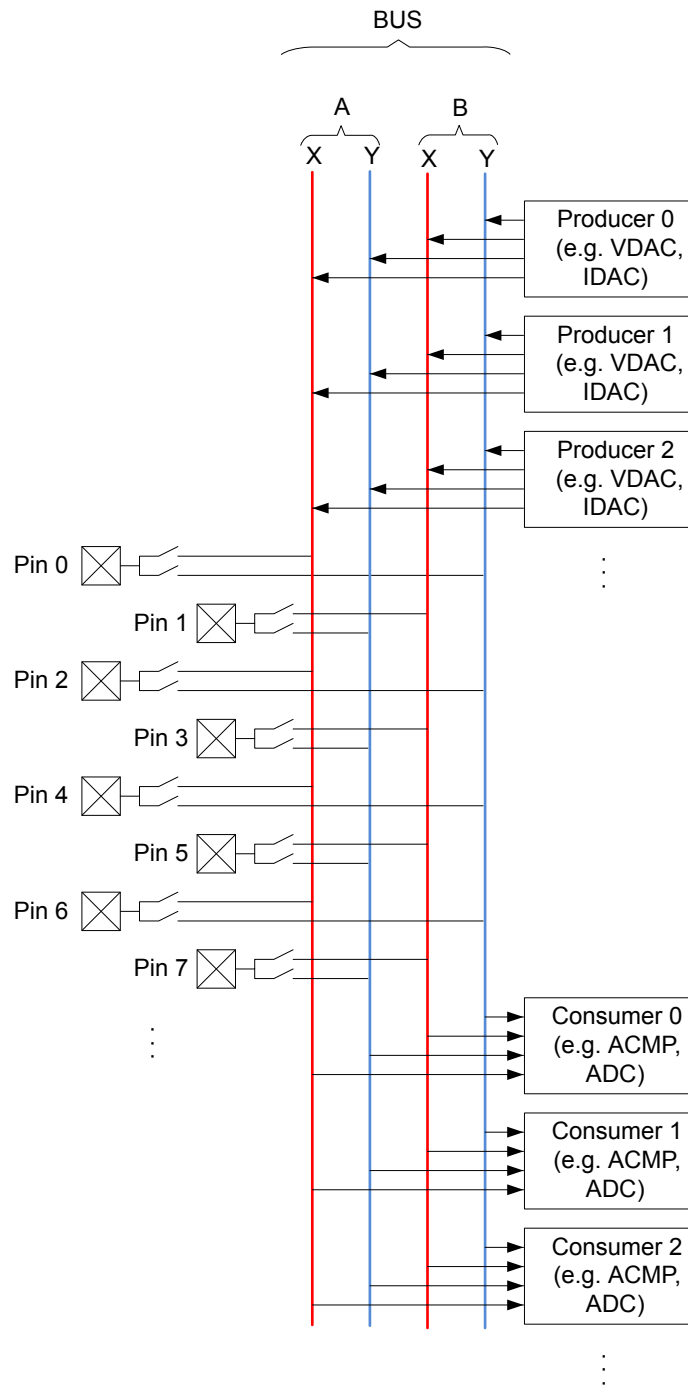 BUS
A
B
X
Y
X
Y
Producer 0
(e.g. VDAC,
IDAC)
Producer 1
(e.g. VDAC,
IDAC)
Producer 2
(e.g. VDAC,
IDAC)
Pin 0
Pin 1
Pin 2
Pin 3
Pin 4
Pin 5
Pin 6
Pin 7
Consumer 0
(e.g. ACMP,
ADC)
Consumer 1
(e.g. ACMP,
ADC)
Consumer 2
(e.g. ACMP,
ADC)